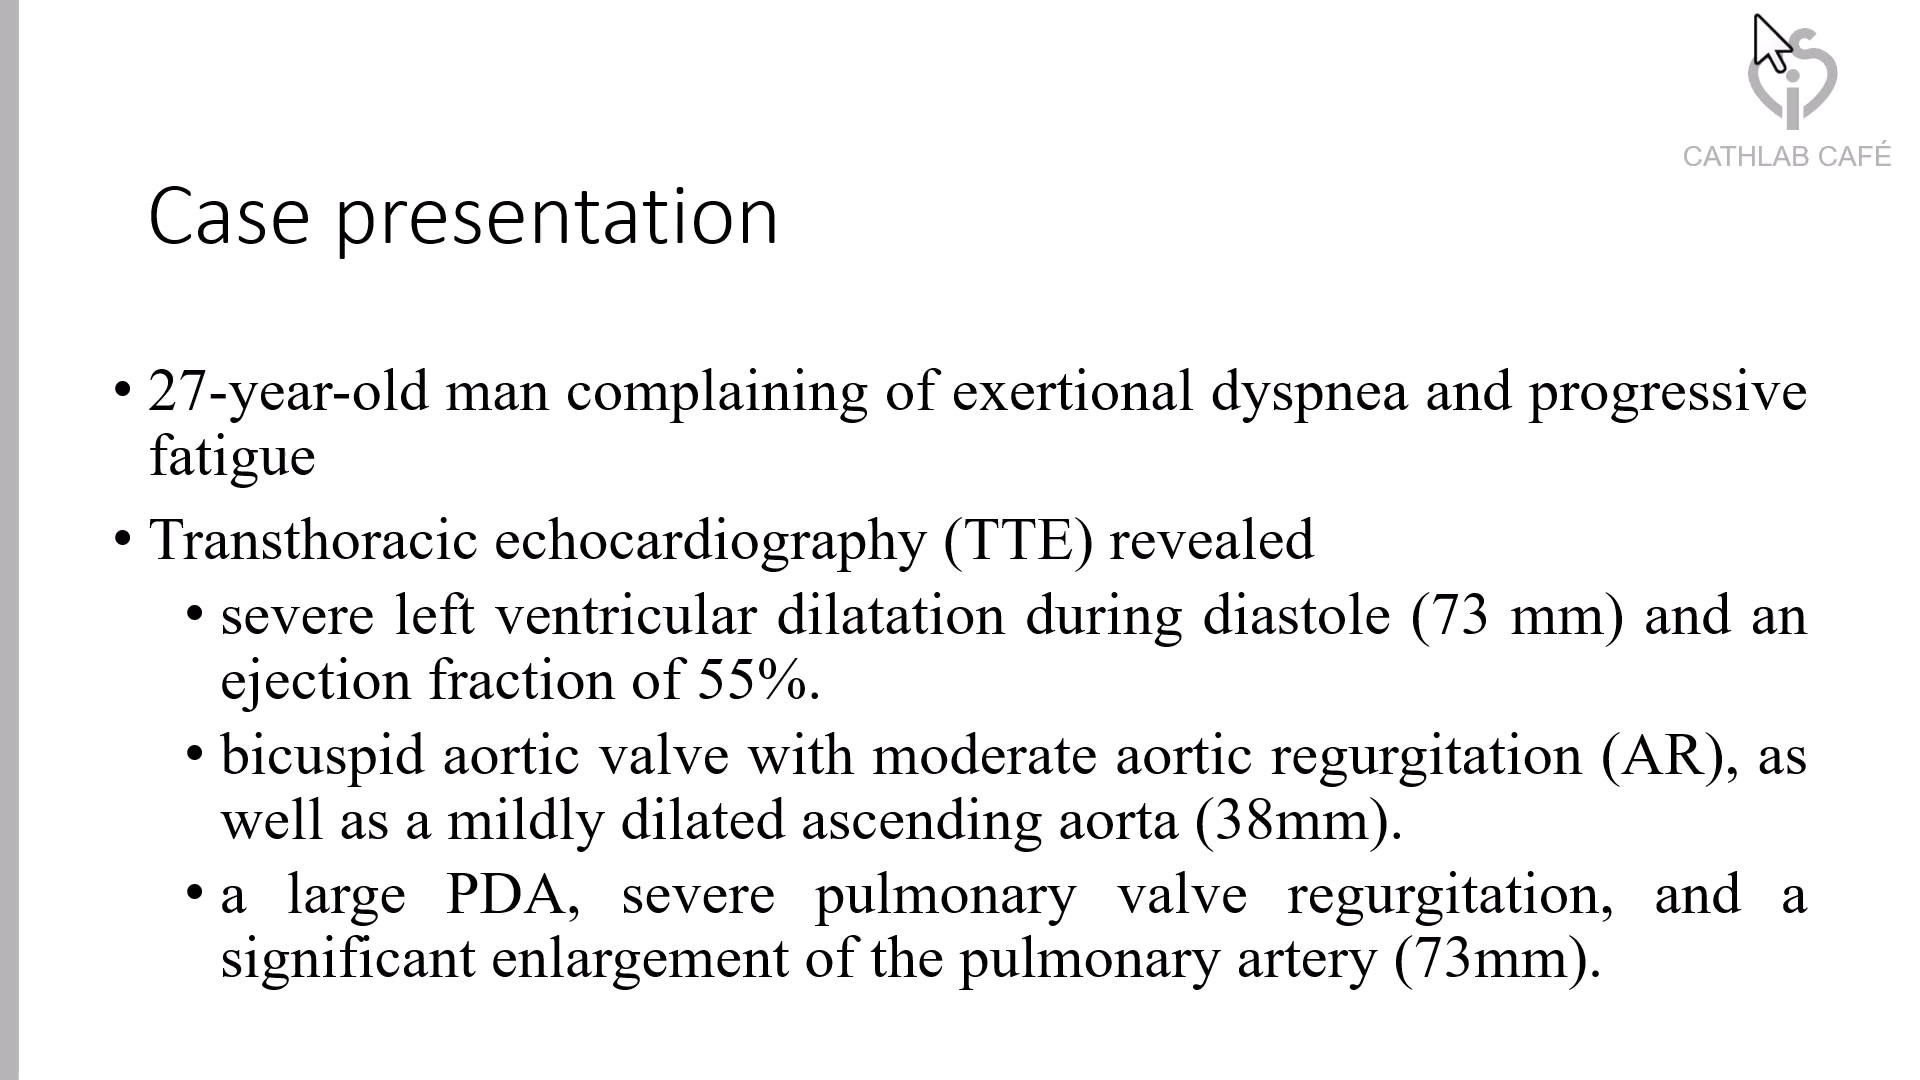 CATHLAB CAFÉ
Case presentation
• 27-year-old man complaining of exertional dyspnea and progressive
fatigue
• Transthoracic echocardiography (TTE) revealed
• severe left ventricular dilatation during diastole (73 mm) and an
ejection fraction of 55%.
• bicuspid aortic valve with moderate aortic regurgitation (AR), as
well as a mildly dilated ascending aorta (38mm).
• a large PDA, severe pulmonary valve regurgitation, and a
significant enlargement of the pulmonary artery (73mm).